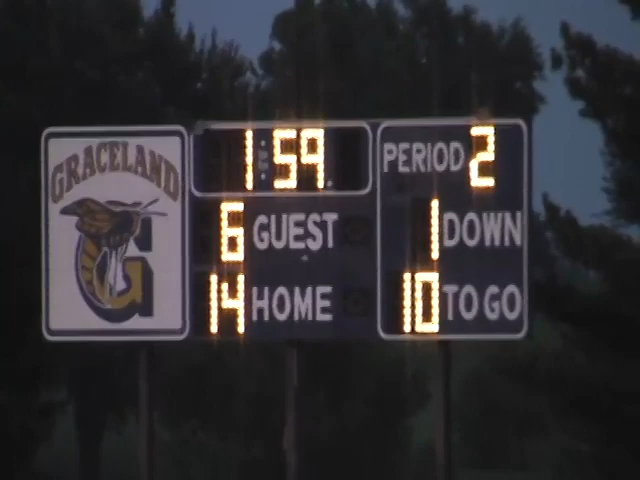 GRACELAND
G
1:59
6 GUEST
14 HOME
PERIOD 2
1 DOWN
10 TO GO